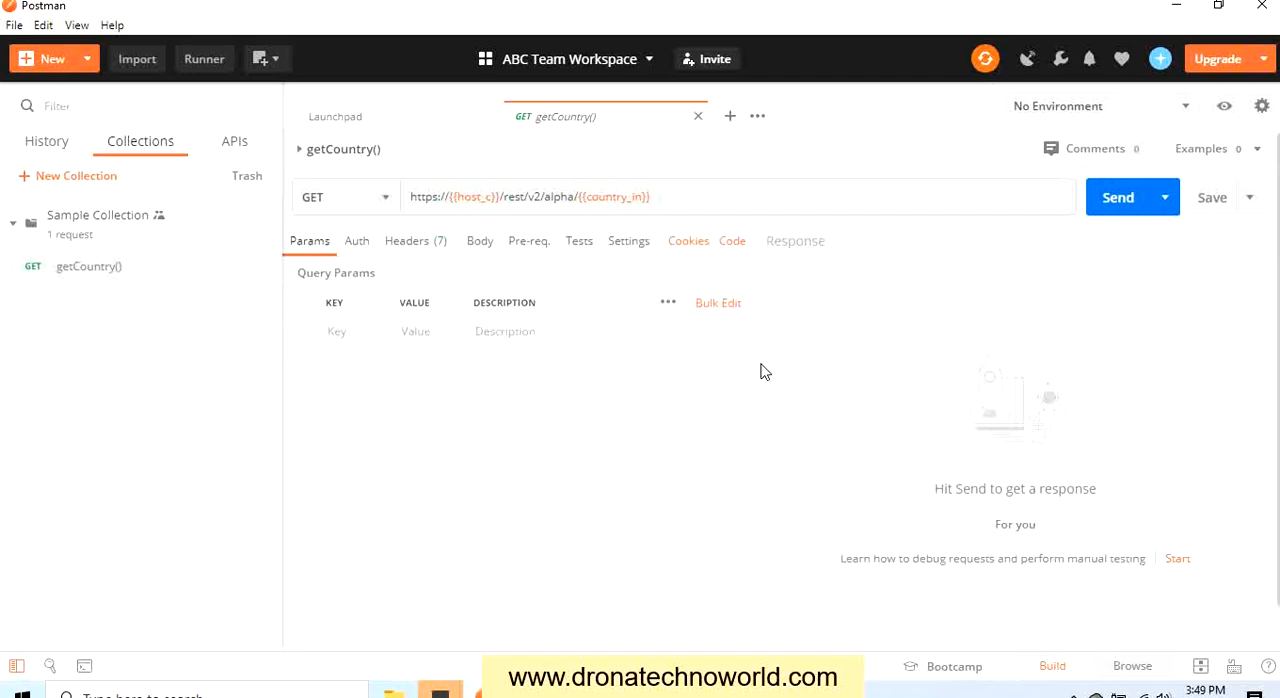 Postman
File Edit View Help
New Import Runner ABC Team Workspace Invite Upgrade
Filter
History Collections APIs
New Collection Trash
Sample Collection
1 request
GET getCountry()
Launchpad GET getCountry() No Environment
getCountry() Comments 0 Examples 0
GET https://{{host_c}}/rest/v2/alpha/{{country_in}} Send Save
Params Auth Headers (7) Body Pre-req. Tests Settings Cookies Code Response
Query Params
KEY VALUE DESCRIPTION Bulk Edit
Key Value Description
Hit Send to get a response
For you
Learn how to debug requests and perform manual testing Start
Bootcamp Build Browse
www.dronatechnoworld.com
Type here to search
3:49 PM